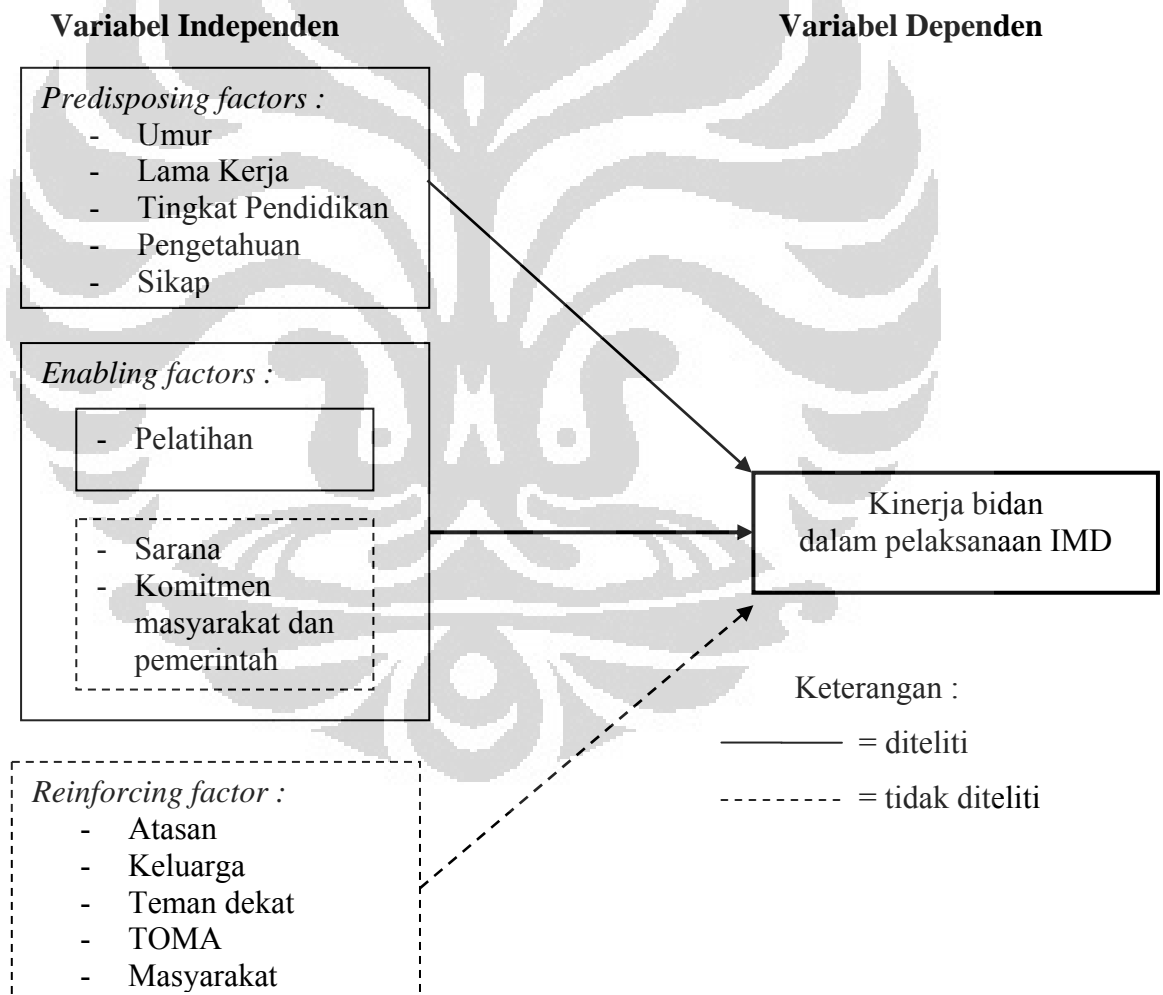 Variabel Independen
Variabel Dependen
Predisposing factors :
- Umur
- Lama Kerja
- Tingkat Pendidikan
- Pengetahuan
- Sikap
Enabling factors :
- Pelatihan
- Sarana
- Komitmen
masyarakat dan
pemerintah
Kinerja bidan
dalam pelaksanaan IMD
Keterangan :
= diteliti
= tidak diteliti
Reinforcing factor :
- Atasan
- Keluarga
- Teman dekat
- TOMA
- Masyarakat